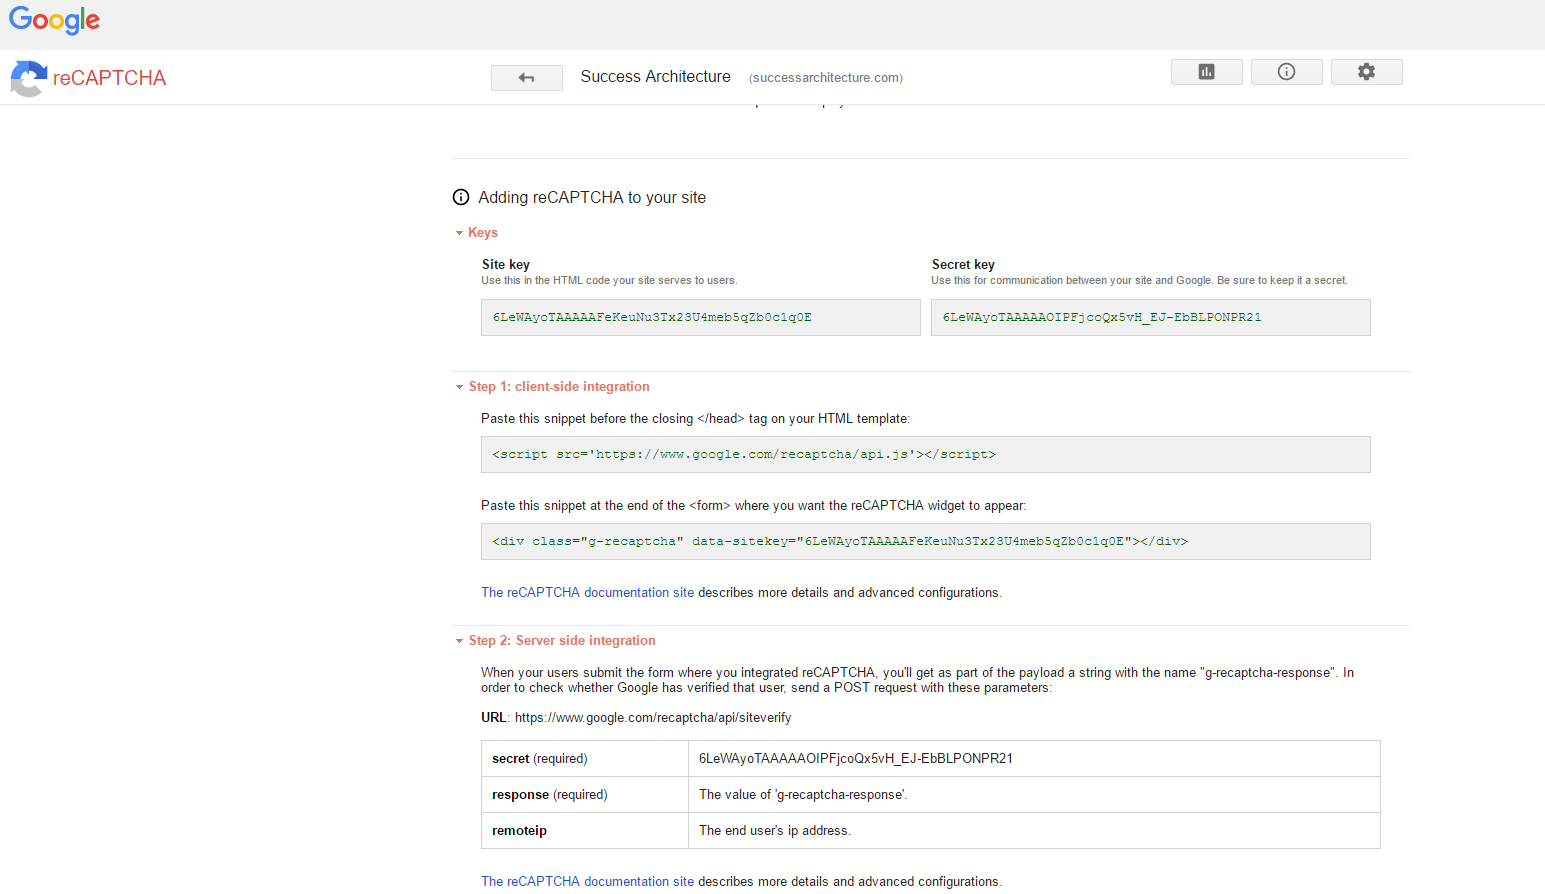 Google
reCAPTCHA
Success Architecture (successarchitecture.com)
Adding reCAPTCHA to your site
Keys
Site key
Use this in the HTML code your site serves to users.
6LeWAyoTAAAAAFeKeuNu3Tx23U4meb5qZb0c1q0E
Secret key
Use this for communication between your site and Google. Be sure to keep it a secret.
6LeWAyoTAAAAAOIPFjcoQx5vH_EJ-EbBLPONPR21
Step 1: client-side integration
Paste this snippet before the closing </head> tag on your HTML template:
<script src='https://www.google.com/recaptcha/api.js'></script>
Paste this snippet at the end of the <form> where you want the reCAPTCHA widget to appear:
<div class="g-recaptcha" data-sitekey="6LeWAyoTAAAAAFeKeuNu3Tx23U4meb5qZb0c1q0E"></div>
The reCAPTCHA documentation site describes more details and advanced configurations.
Step 2: Server side integration
When your users submit the form where you integrated reCAPTCHA, you'll get as part of the payload a string with the name "g-recaptcha-response". In
order to check whether Google has verified that user, send a POST request with these parameters:
URL: https://www.google.com/recaptcha/api/siteverify
secret (required) 6LeWAyoTAAAAAOIPFjcoQx5vH_EJ-EbBLPONPR21
response (required) The value of 'g-recaptcha-response'.
remoteip The end user's ip address.
The reCAPTCHA documentation site describes more details and advanced configurations.